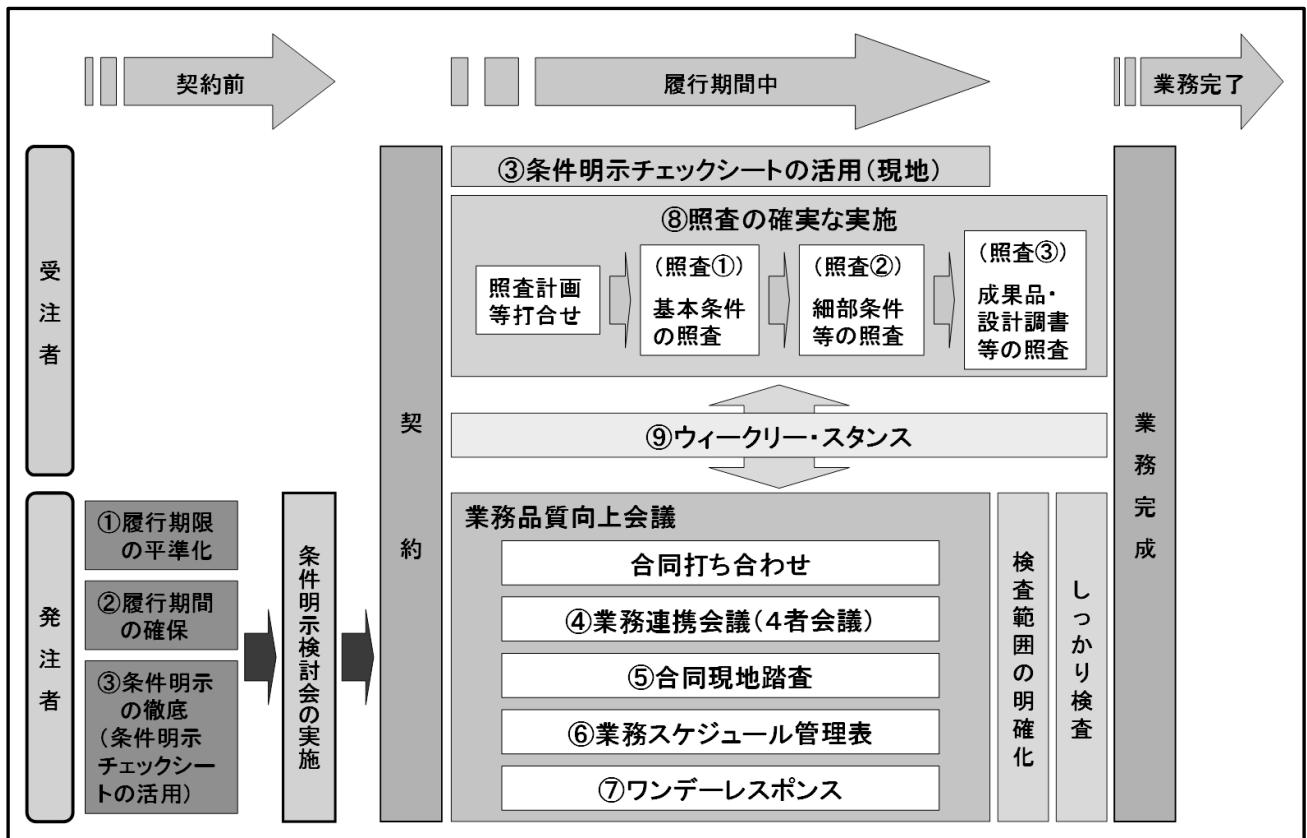 契約前
履行期間中
業務完了
受注者
契約
③条件明示チェックシートの活用(現地)
⑧照査の確実な実施
照査計画
等打合せ
(照査①)
基本条件
の照査
(照査②)
細部条件
等の照査
(照査③)
成果品・
設計調書
等の照査
⑨ウィークリー・スタンス
業務完成
発注者
①履行期限
の平準化
②履行期間
の確保
③条件明示
の徹底
(条件明示
チェックシー
トの活用)
条件明示検討会の実施
業務品質向上会議
合同打ち合わせ
④業務連携会議(4者会議)
⑤合同現地踏査
⑥業務スケジュール管理表
⑦ワンデーレスポンス
検査範囲の明確化
しっかり検査